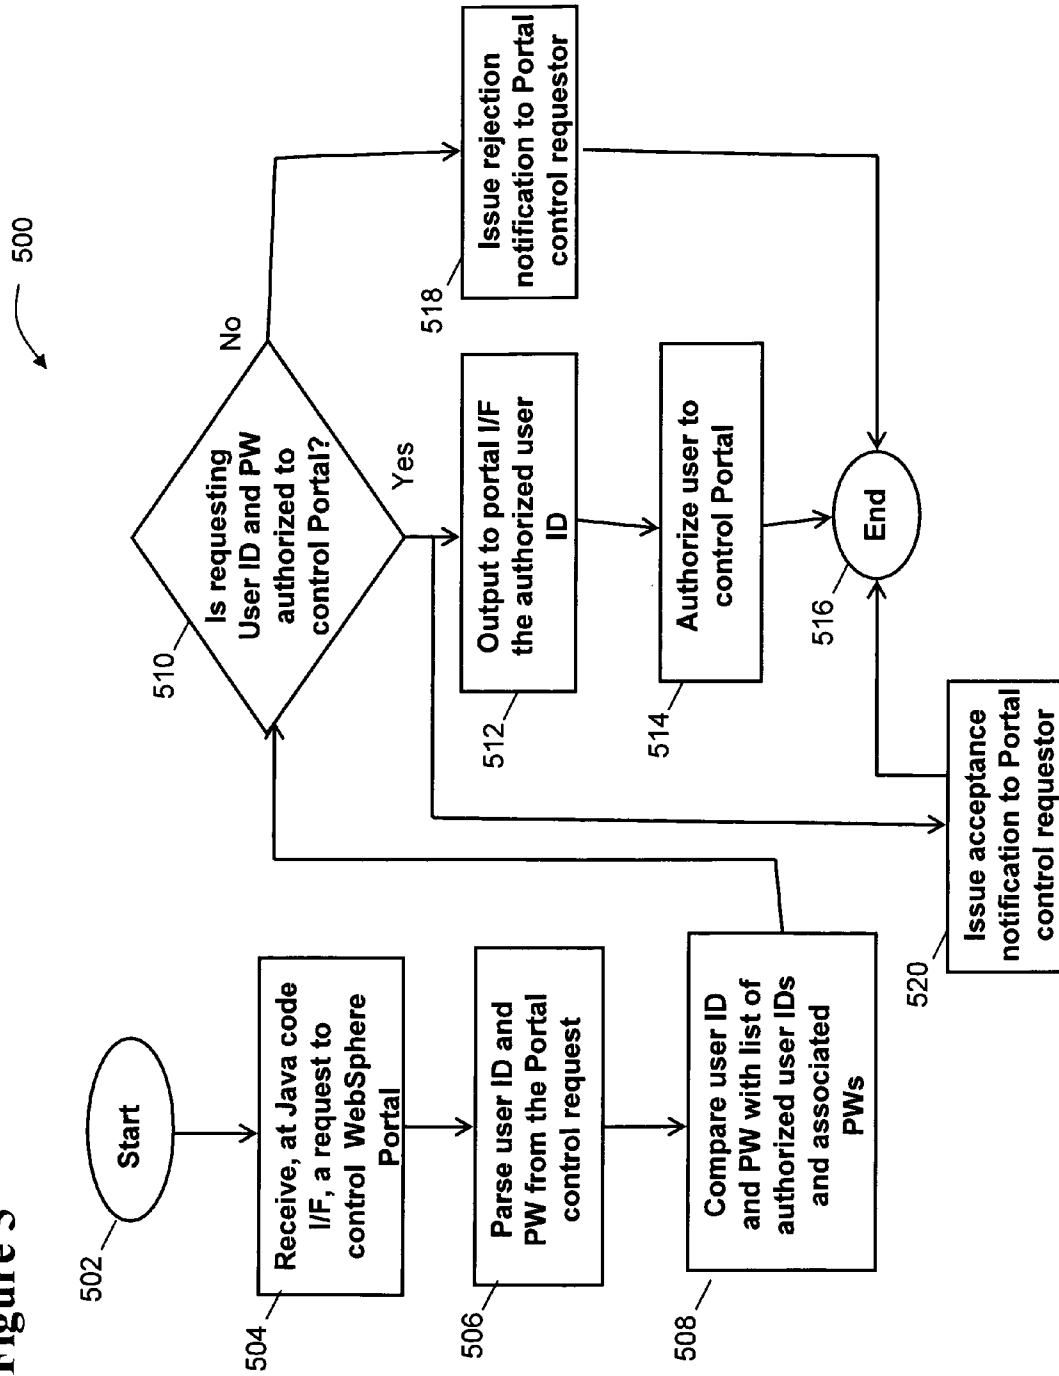 Figure 5
500
502
Start
504
Receive, at Java code
I/F, a request to
control WebSphere
Portal
506
Parse user ID and
PW from the Portal
control request
508
Compare user ID
and PW with list of
authorized user IDs
and associated
PWs
510
Is requesting
User ID and PW
authorized to
control Portal?
No
Yes
512
Output to portal I/F
the authorized user
ID
514
Authorize user to
control Portal
516
End
518
Issue rejection
notification to Portal
control requestor
520
Issue acceptance
notification to Portal
control requestor